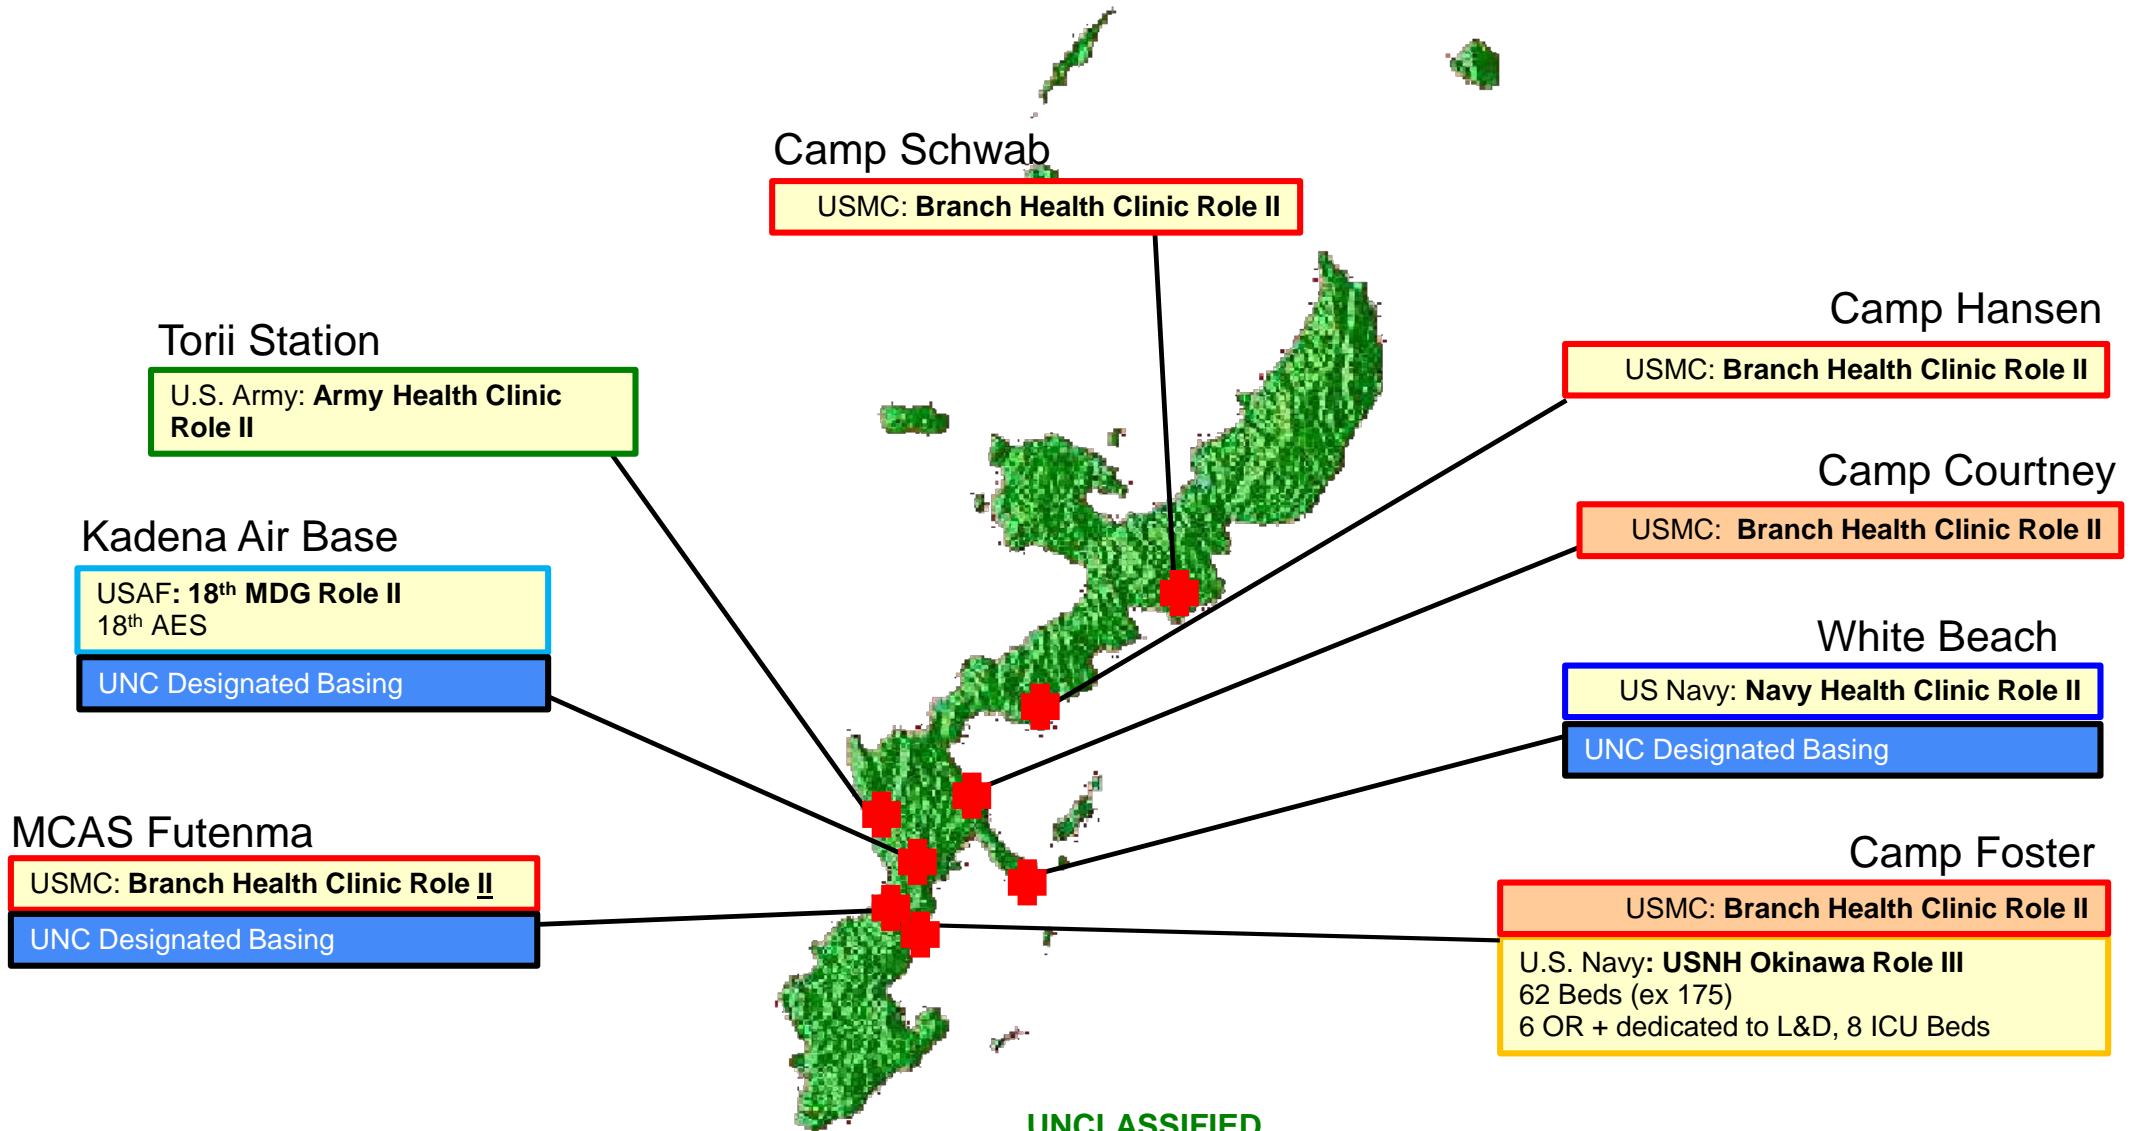 Camp Schwab
USMC: Branch Health Clinic Role II
Torii Station
U.S. Army: Army Health Clinic
Role II
Kadena Air Base
USAF: 18th MDG Role II
18th AES
UNC Designated Basing
MCAS Futenma
USMC: Branch Health Clinic Role II
UNC Designated Basing
Camp Hansen
USMC: Branch Health Clinic Role II
Camp Courtney
USMC: Branch Health Clinic Role II
White Beach
US Navy: Navy Health Clinic Role II
UNC Designated Basing
Camp Foster
USMC: Branch Health Clinic Role II
U.S. Navy: USNH Okinawa Role III
62 Beds (ex 175)
6 OR + dedicated to L&D, 8 ICU Beds
UNCLASSIFIED